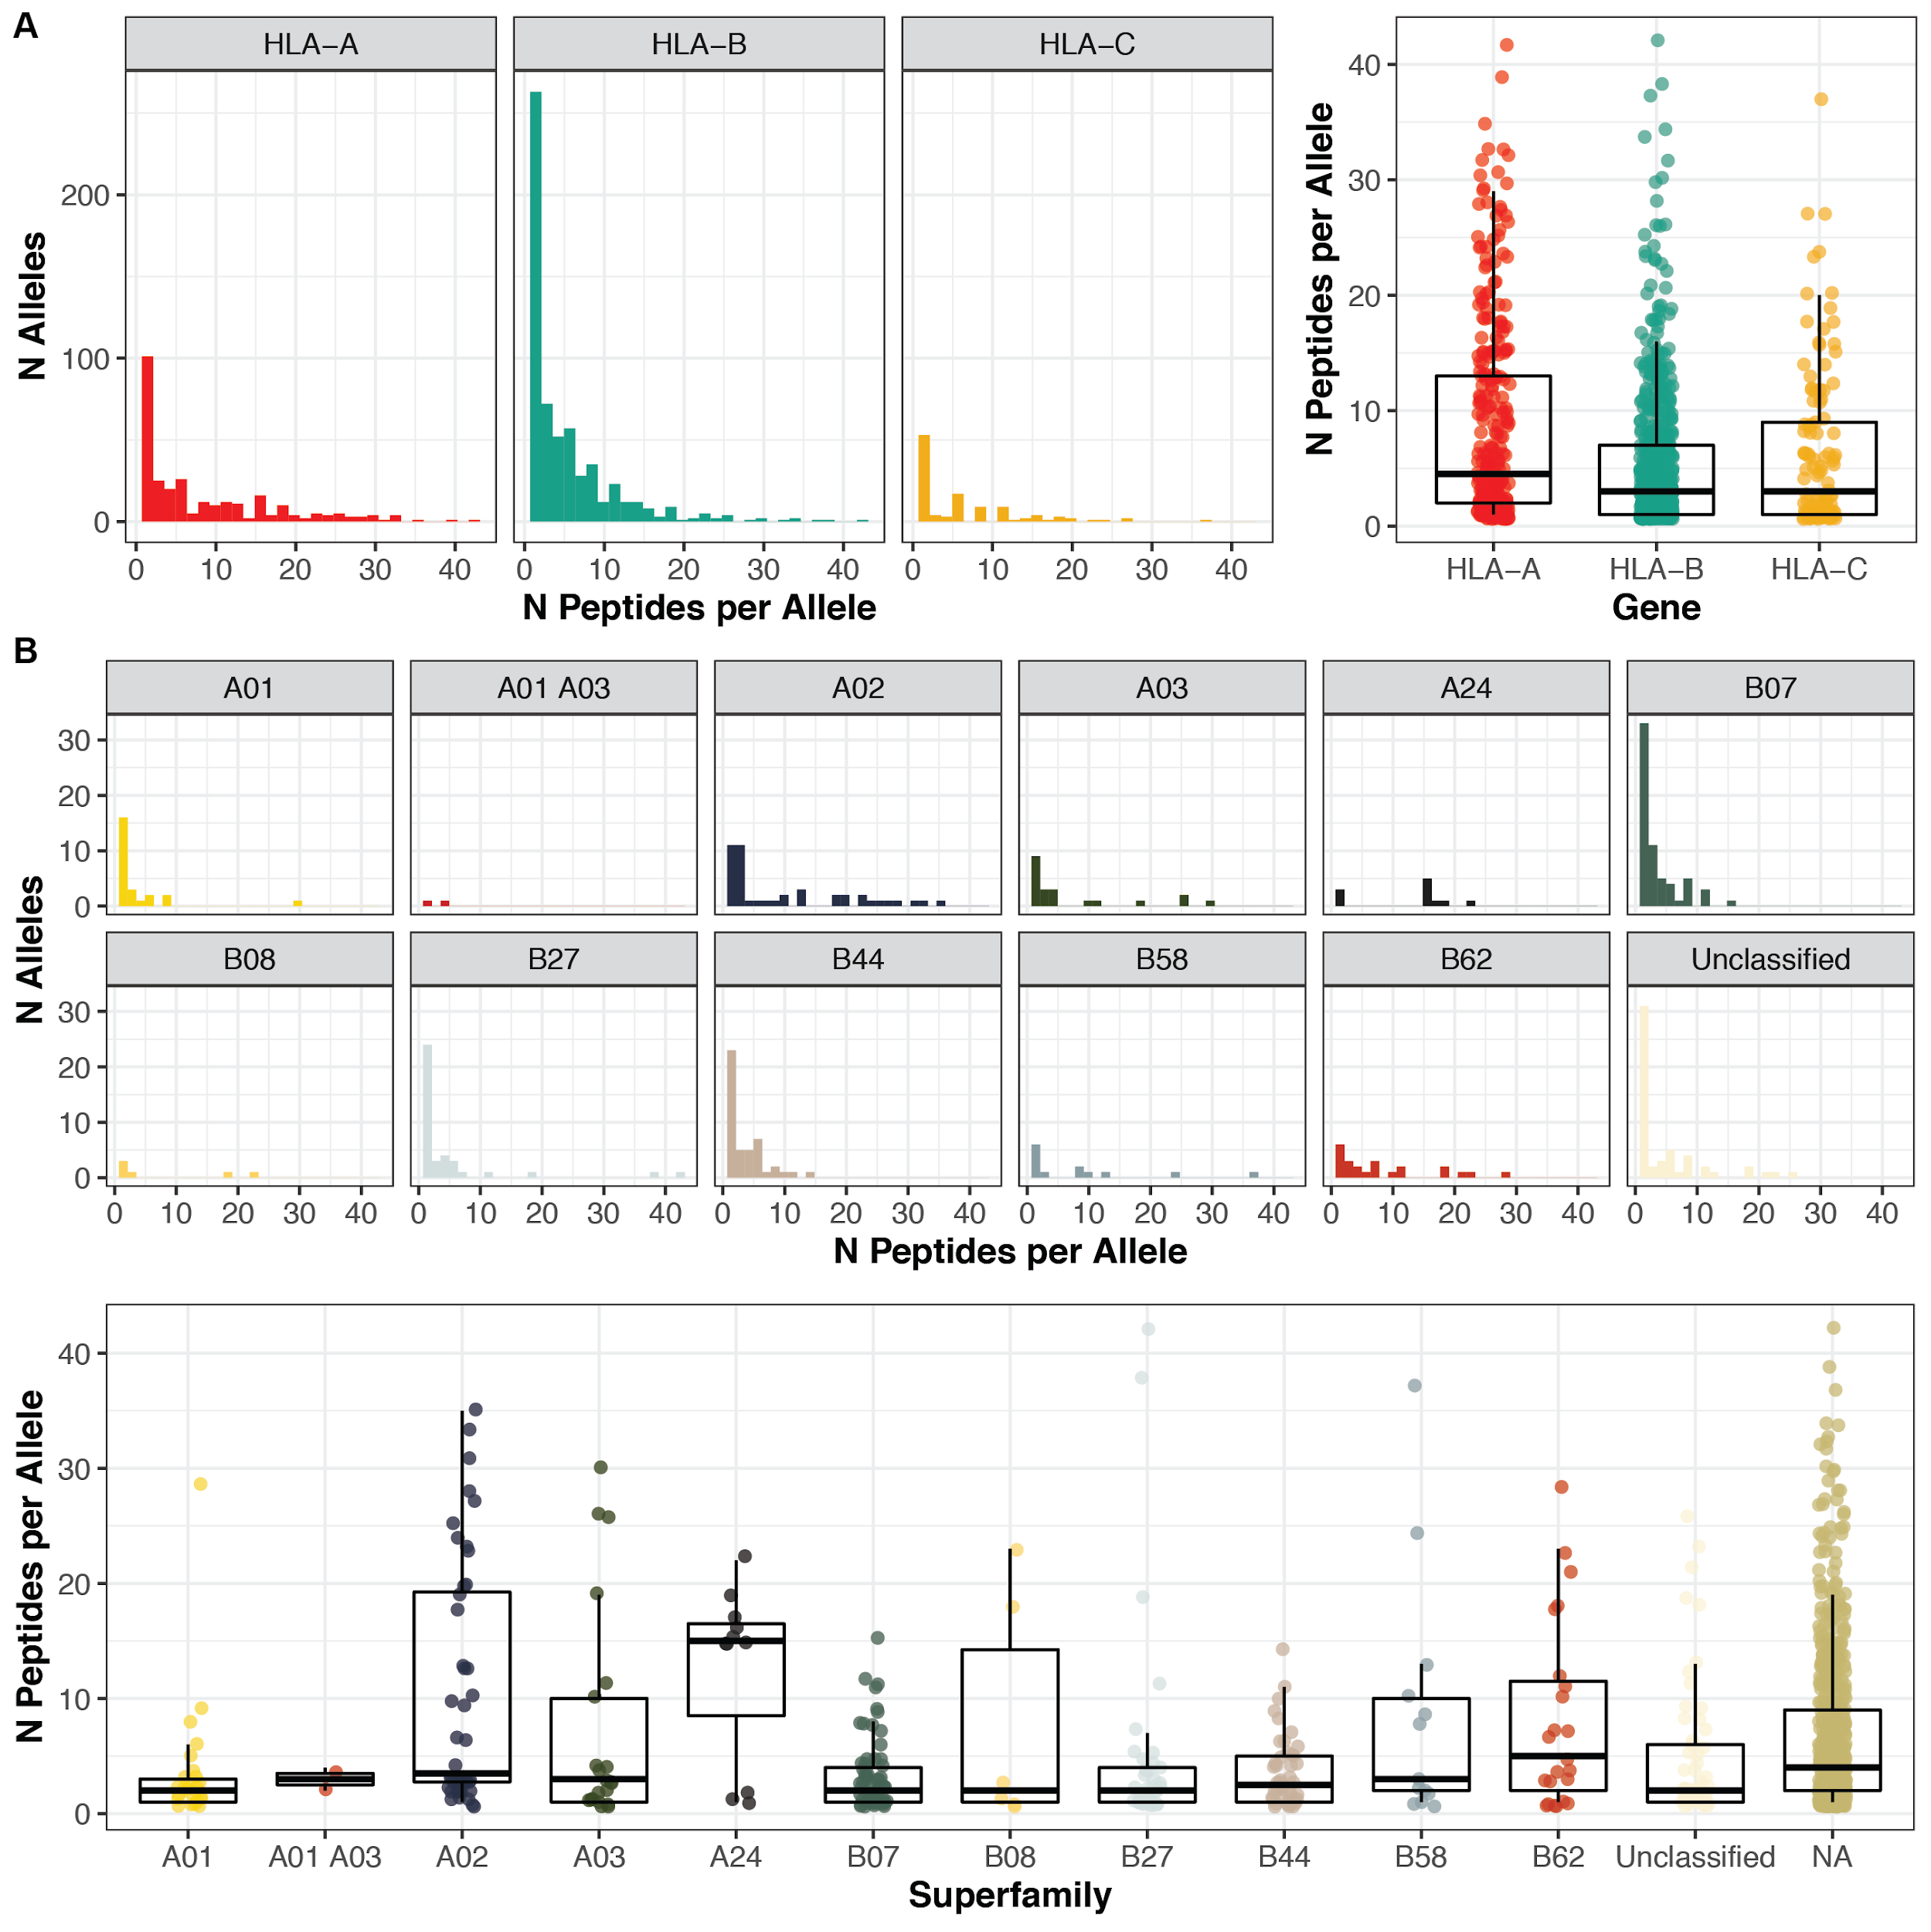 A
HLA–A HLA–B HLA–C
N Alleles
200
100
0
0 10 20 30 40 0 10 20 30 40 0 10 20 30 40
N Peptides per Allele
N Peptides per Allele
40
30
20
10
0
HLA–A HLA–B HLA–C
Gene
B
A01 A01 A03 A02 A03 A24 B07
30
20
10
0
N Alleles
B08 B27 B44 B58 B62 Unclassified
30
20
10
0
0 10 20 30 40 0 10 20 30 40 0 10 20 30 40 0 10 20 30 40 0 10 20 30 40 0 10 20 30 40
N Peptides per Allele
N Peptides per Allele
40
30
20
10
0
A01 A01 A03 A02 A03 A24 B07 B08 B27 B44 B58 B62 Unclassified NA
Superfamily